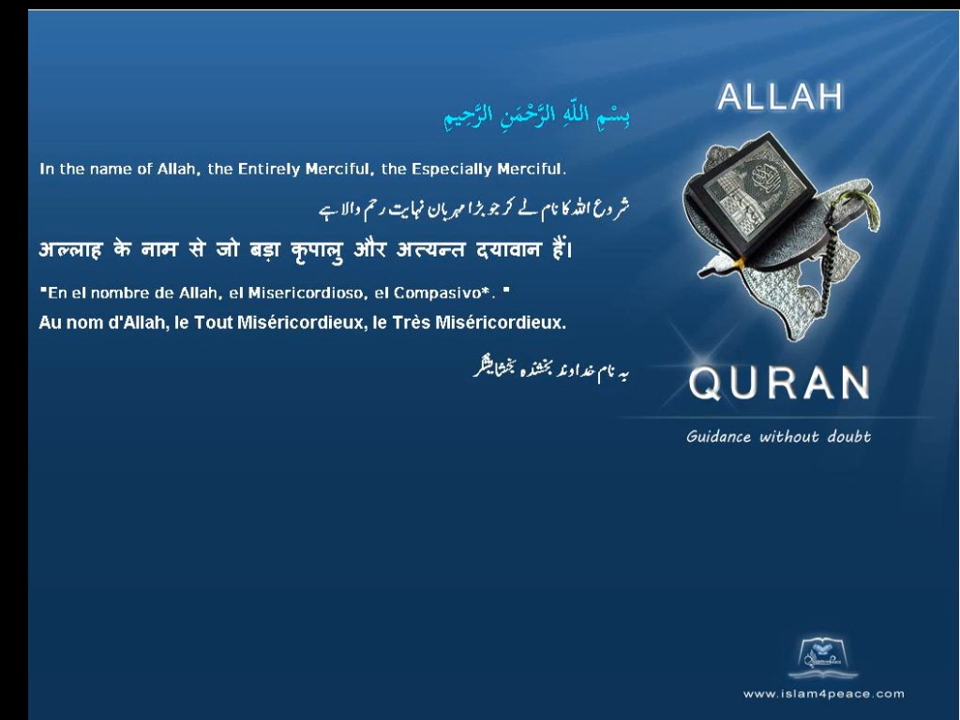 بِسْمِ اللَّهِ الرَّحْمَنِ الرَّحِيمِ
In the name of Allah, the Entirely Merciful, the Especially Merciful.
شروع الله کا نام لے کر جو بڑا مہربان نہایت رحم والا ہے
अल्लाह के नाम से जो बड़ा कृपालु और अत्यन्त दयावान हैं।
"En el nombre de Allah, el Misericordioso, el Compasivo*. "
Au nom d'Allah, le Tout Miséricordieux, le Très Miséricordieux.
به نام خداوند بخشنده بخشایشگر
ALLAH
QURAN
Guidance without doubt
www.islam4peace.com